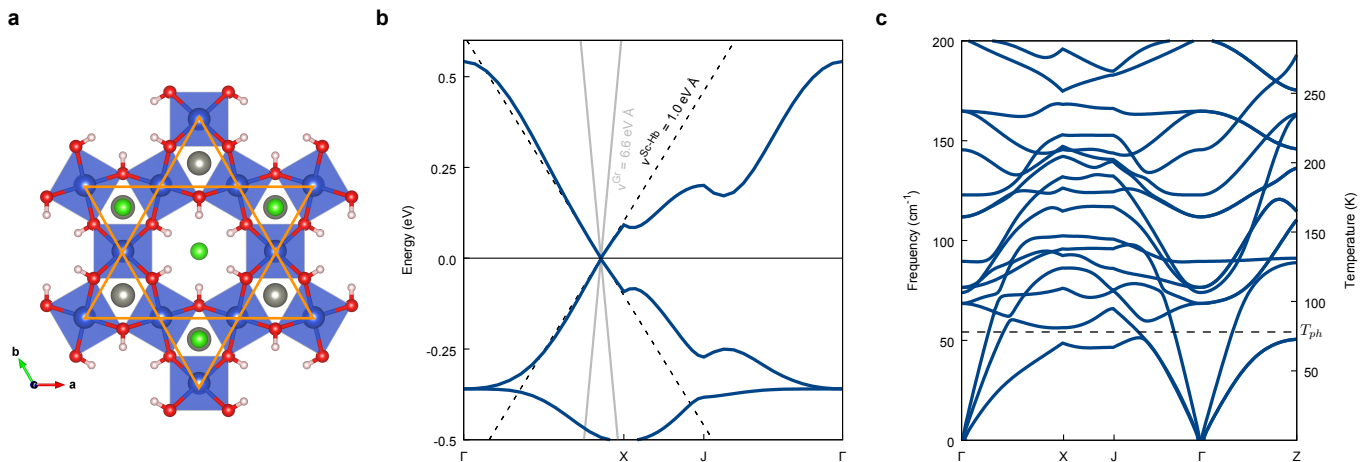 a
b
c
b
c
a
Energy (eV)
0.5
0.25
0.0
-0.25
-0.5
Γ
X
J
Γ
v^Gr = 6.6 eV Å
v^Sc-Hb = 1.0 eV Å
Frequency (cm⁻¹)
200
150
100
50
0
Γ
X
J
Γ
Z
Temperature (K)
250
200
150
100
50
T_ph